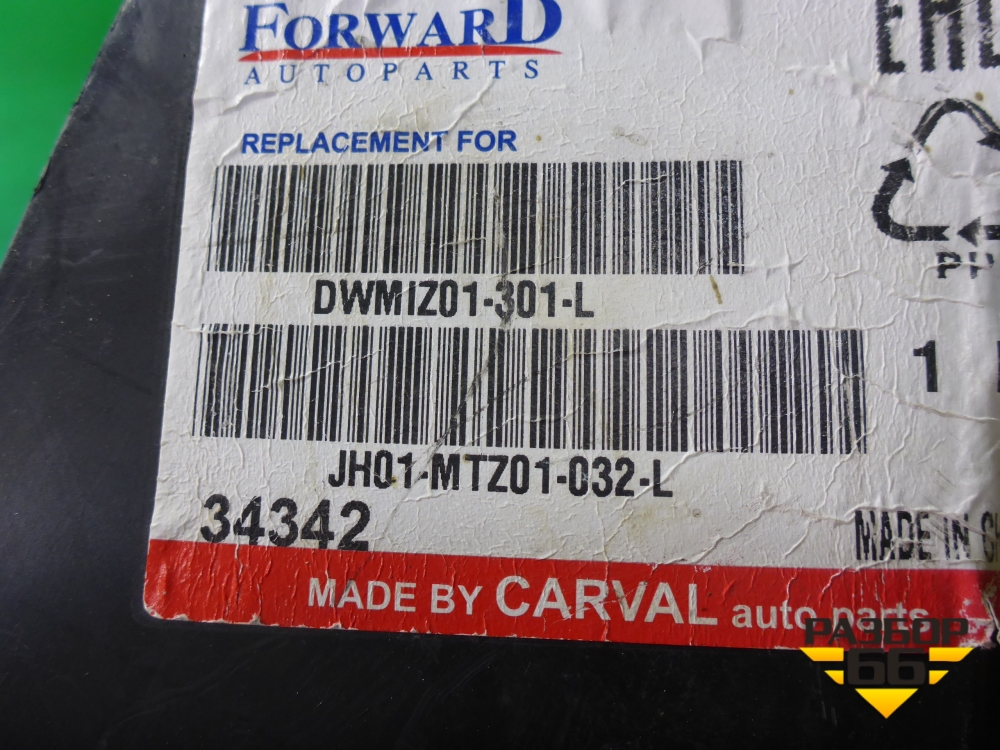 FORWARD
AUTOPARTS
EAC
REPLACEMENT FOR
DWMIZ01-301-L
1
JH01-MTZ01-032-L
34342
MADE IN
MADE BY CARVAL auto parts
РАЗБОР
66